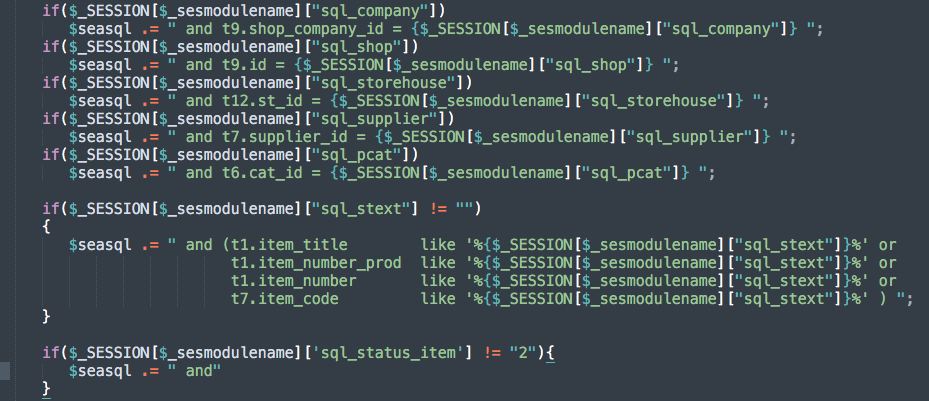 if($_SESSION[$_sesmodulename]["sql_company"])
$seasql .= " and t9.shop_company_id = {$_SESSION[$_sesmodulename]["sql_company"]} ";
if($_SESSION[$_sesmodulename]["sql_shop"])
$seasql .= " and t9.id = {$_SESSION[$_sesmodulename]["sql_shop"]} ";
if($_SESSION[$_sesmodulename]["sql_storehouse"])
$seasql .= " and t12.st_id = {$_SESSION[$_sesmodulename]["sql_storehouse"]} ";
if($_SESSION[$_sesmodulename]["sql_supplier"])
$seasql .= " and t7.supplier_id = {$_SESSION[$_sesmodulename]["sql_supplier"]} ";
if($_SESSION[$_sesmodulename]["sql_pcat"])
$seasql .= " and t6.cat_id = {$_SESSION[$_sesmodulename]["sql_pcat"]} ";
if($_SESSION[$_sesmodulename]["sql_stext"] != "")
{
$seasql .= " and (t1.item_title like '%{$_SESSION[$_sesmodulename]["sql_stext"]}%' or
t1.item_number_prod like '%{$_SESSION[$_sesmodulename]["sql_stext"]}%' or
t1.item_number like '%{$_SESSION[$_sesmodulename]["sql_stext"]}%' or
t7.item_code like '%{$_SESSION[$_sesmodulename]["sql_stext"]}%' ) ";
}
if($_SESSION[$_sesmodulename]['sql_status_item'] != "2"){
$seasql .= " and"
}